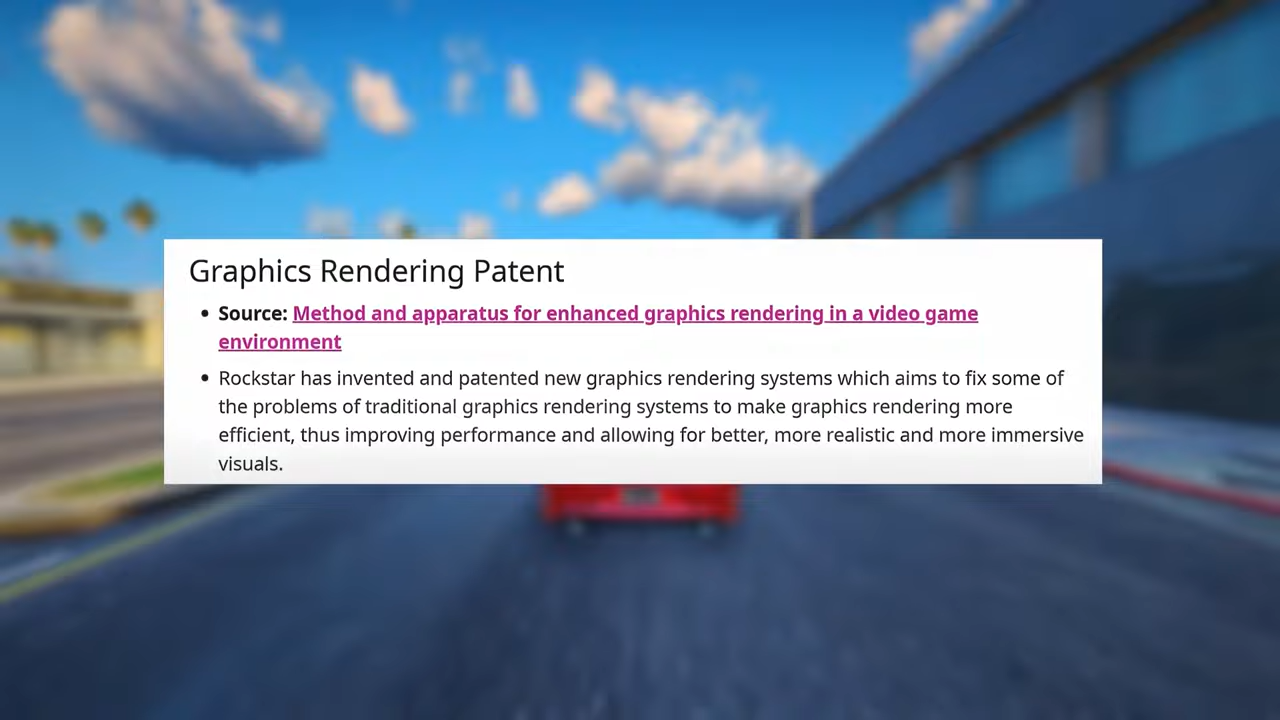 Graphics Rendering Patent
• Source: Method and apparatus for enhanced graphics rendering in a video game
environment
• Rockstar has invented and patented new graphics rendering systems which aims to fix some of
the problems of traditional graphics rendering systems to make graphics rendering more
efficient, thus improving performance and allowing for better, more realistic and more immersive
visuals.